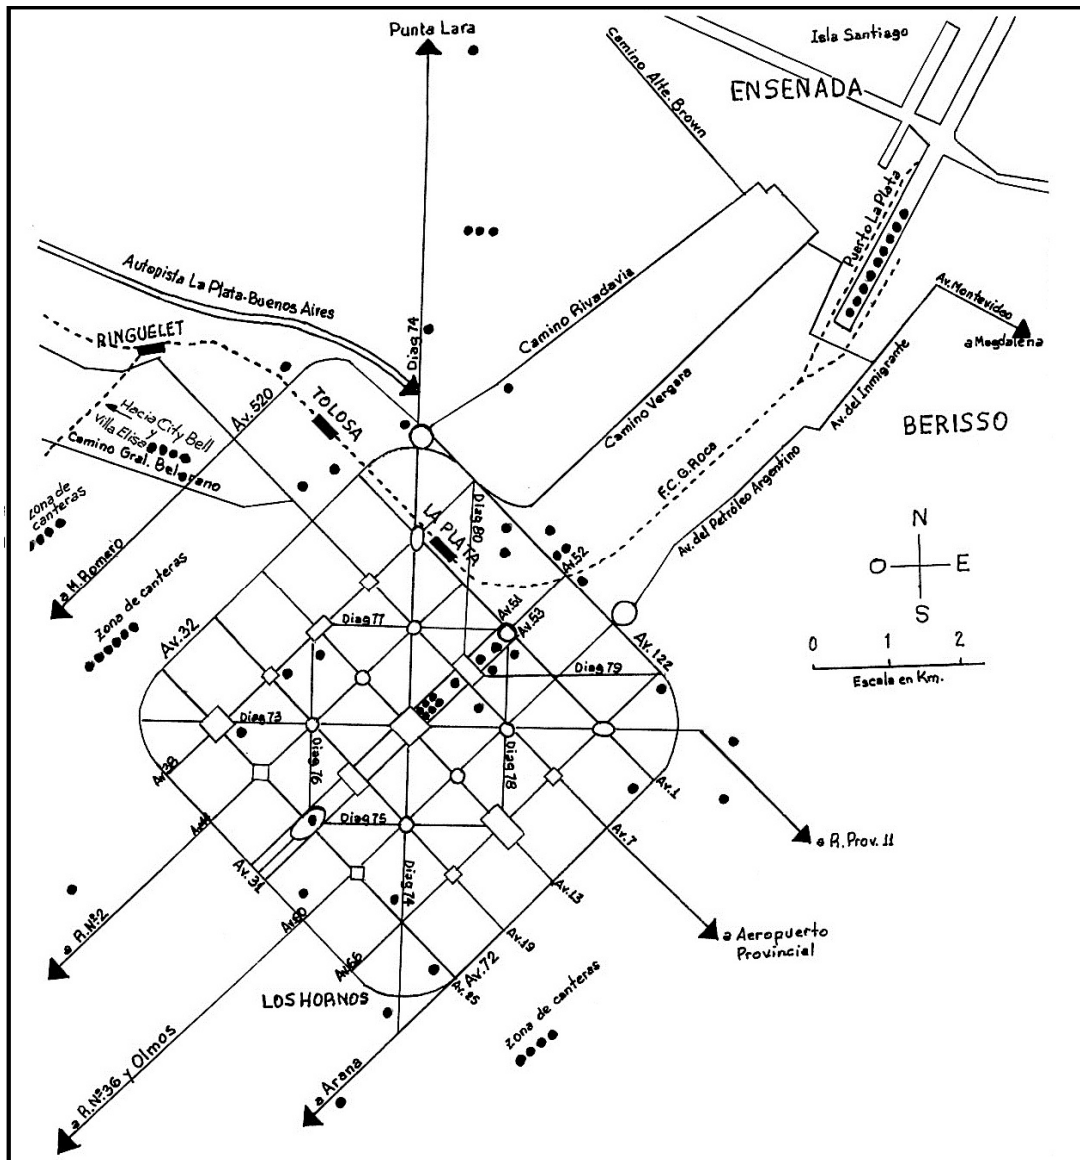 Punta Lara
Isla Santiago
Camino Alte. Brown
ENSENADA
Puerto La Plata
Autopista La Plata-Buenos Aires
Diag 74
Camino Rivadavia
Av. Montevideo
a Magdalena
RINGUELET
Hacia City Bell
y
Villa Elisa
Camino Gral. Belgrano
Av. 520
TOLOSA
Camino Vergara
Av. del Inmigrante
BERISSO
F.C.G. Roca
Av. del Petróleo Argentino
zona de
canteras
a M. Romero
zona de canteras
LA PLATA
Diag 80
Av. 52
Av. 51
Av. 53
N
O
E
S
0 1 2
Escala en Km.
Av. 32
Diag 77
Av. 122
Diag 79
Diag 73
Diag 76
Diag 78
Av. 38
Av. 1
Diag 75
Av. 7
a R. Prov. 11
Av. 31
Diag 74
Av. 13
Av. 60
a R.Nº2
Av. 66
Av. 19
Av. 72
Av. 25
a Aeropuerto
Provincial
LOS HORNOS
zona de canteras
a R.Nº36 y Olmos
a Arana